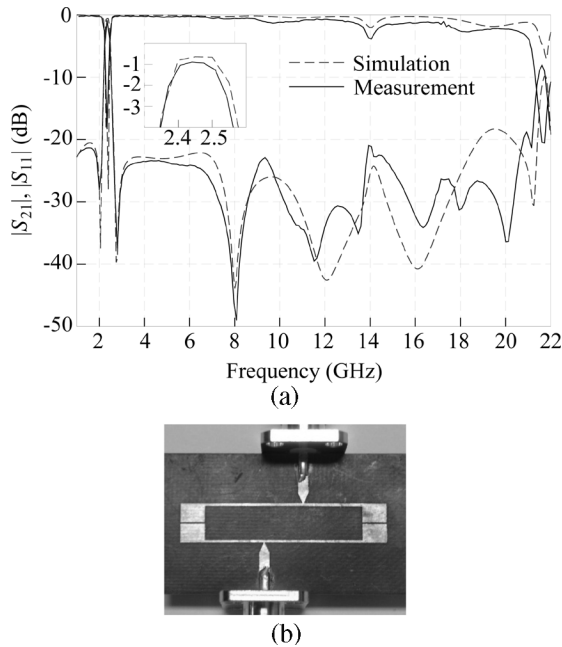 0
-10
-20
-30
-40
-50
|S21|, |S11| (dB)
-1
-2
-3
2.4 2.5
Simulation
Measurement
2 4 6 8 10 12 14 16 18 20 22
Frequency (GHz)
(a)
(b)